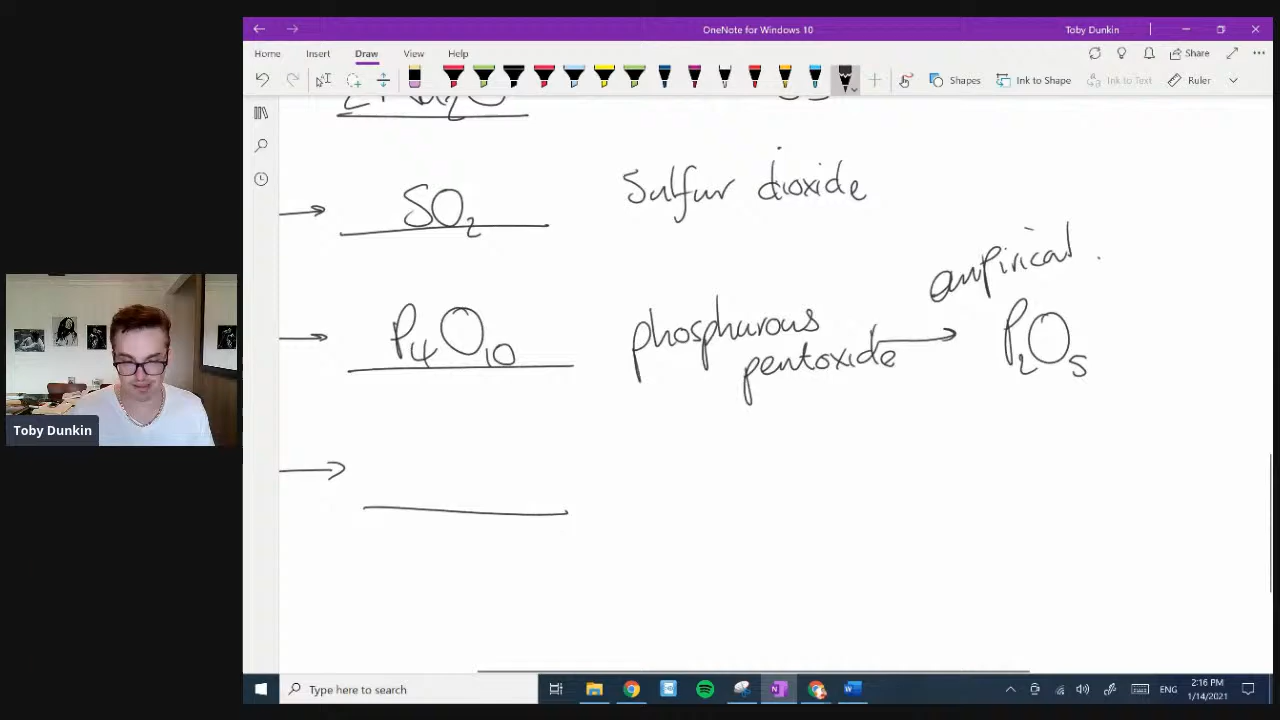 OneNote for Windows 10
Toby Dunkin
Home Insert Draw View Help
Share
Shapes Ink to Shape Ink to Text Ruler
SO2
Sulfur dioxide
P4O10
phosphurous
pentoxide
empirical.
P2O5
Toby Dunkin
Type here to search
ENG
2:16 PM
1/14/2021